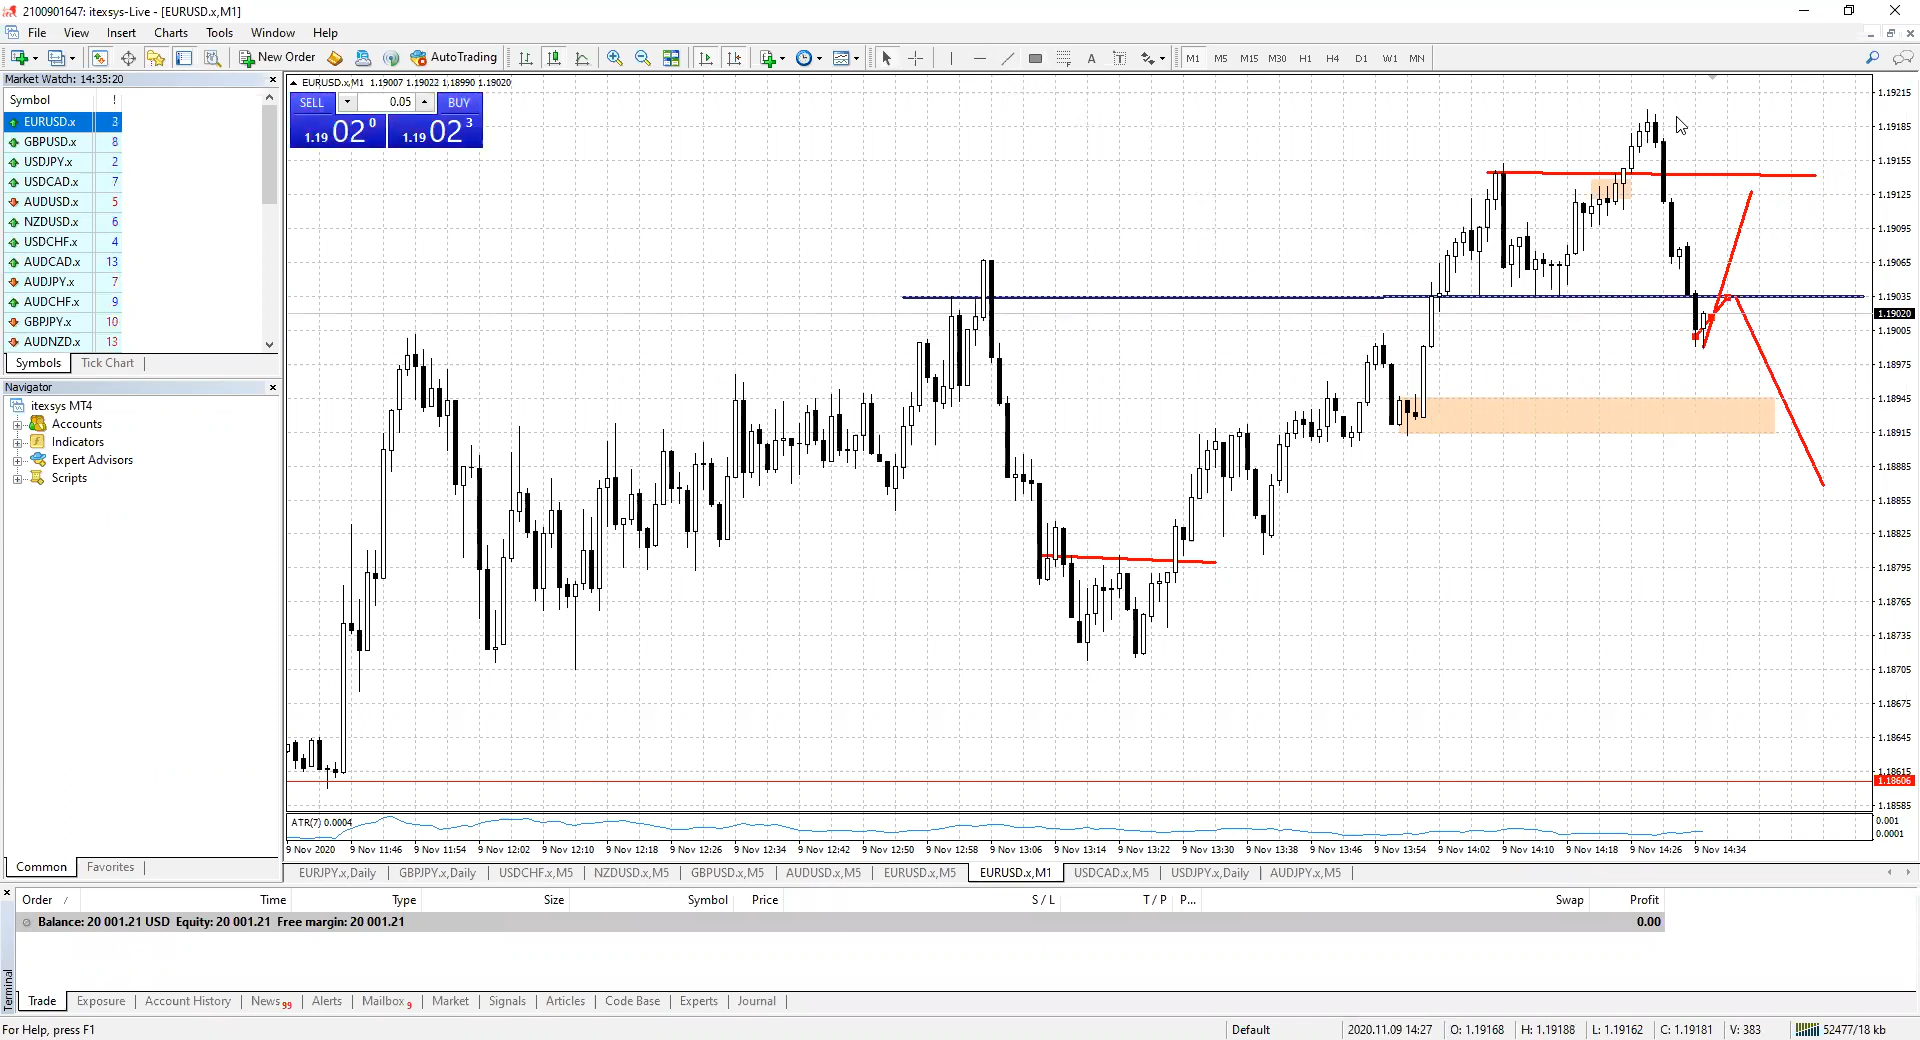 2100901647: itexsys-Live - [EURUSD.x,M1]
File View Insert Charts Tools Window Help
New Order AutoTrading M1 M5 M15 M30 H1 H4 D1 W1 MN
Market Watch: 14:35:20
Symbol !
EURUSD.x 3
GBPUSD.x 8
USDJPY.x 2
USDCAD.x 7
AUDUSD.x 5
NZDUSD.x 6
USDCHF.x 4
AUDCAD.x 13
AUDJPY.x 7
AUDCHF.x 9
GBPJPY.x 10
AUDNZD.x 13
Symbols Tick Chart
Navigator
itexsys MT4
Accounts
Indicators
Expert Advisors
Scripts
Common Favorites
EURUSD.x,M1 1.19007 1.19022 1.18990 1.19020
SELL 0.05 BUY
1.19 02 0 1.19 02 3
1.19215
1.19185
1.19155
1.19125
1.19095
1.19065
1.19035
1.19020
1.19005
1.18975
1.18945
1.18915
1.18885
1.18855
1.18825
1.18795
1.18765
1.18735
1.18705
1.18675
1.18645
1.18615
1.18606
1.18585
ATR(7) 0.0004
0.001
0.0001
9 Nov 2020 9 Nov 11:46 9 Nov 11:54 9 Nov 12:02 9 Nov 12:10 9 Nov 12:18 9 Nov 12:26 9 Nov 12:34 9 Nov 12:42 9 Nov 12:50 9 Nov 12:58 9 Nov 13:06 9 Nov 13:14 9 Nov 13:22 9 Nov 13:30 9 Nov 13:38 9 Nov 13:46 9 Nov 13:54 9 Nov 14:02 9 Nov 14:10 9 Nov 14:18 9 Nov 14:26 9 Nov 14:34
EURJPY.x,Daily GBPJPY.x,Daily USDCHF.x,M5 NZDUSD.x,M5 GBPUSD.x,M5 AUDUSD.x,M5 EURUSD.x,M5 EURUSD.x,M1 USDCAD.x,M5 USDJPY.x,Daily AUDJPY.x,M5
Order / Time Type Size Symbol Price S / L T / P P... Swap Profit
Balance: 20 001.21 USD Equity: 20 001.21 Free margin: 20 001.21 0.00
Terminal
Trade Exposure Account History News 99 Alerts Mailbox 9 Market Signals Articles Code Base Experts Journal
For Help, press F1 Default 2020.11.09 14:27 O: 1.19168 H: 1.19188 L: 1.19162 C: 1.19181 V: 383 52477/18 kb